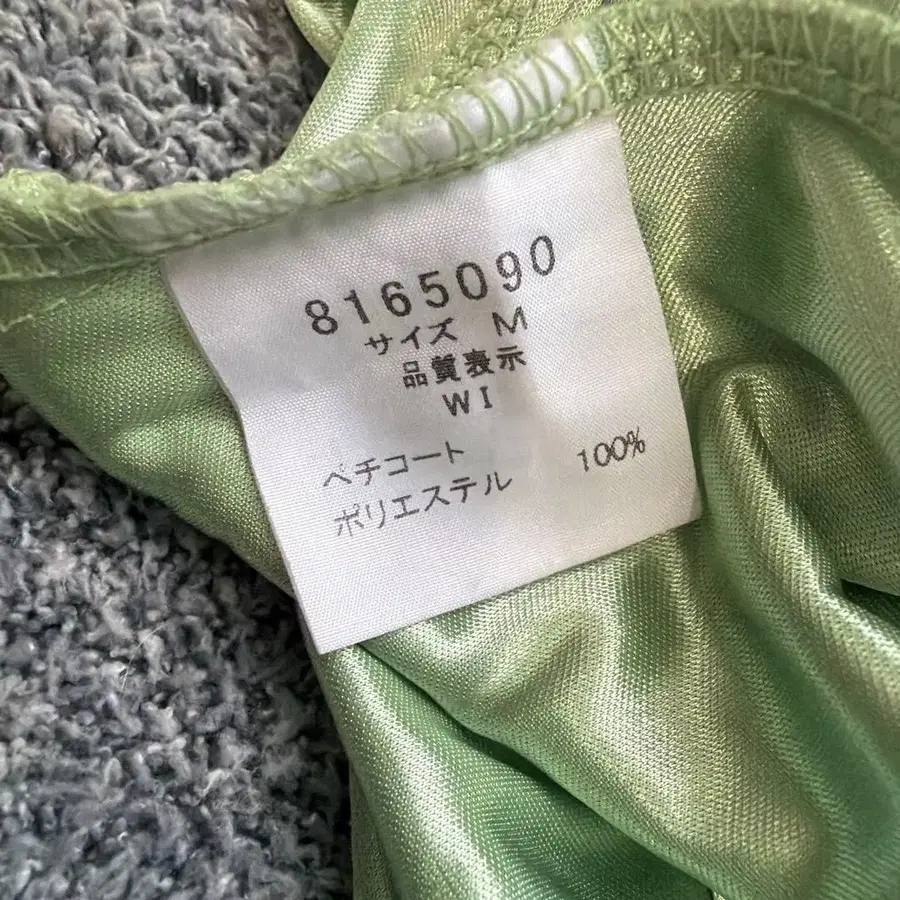 8165090
サイズ M
品質表示
WI
ペチコート
ポリエステル 100%